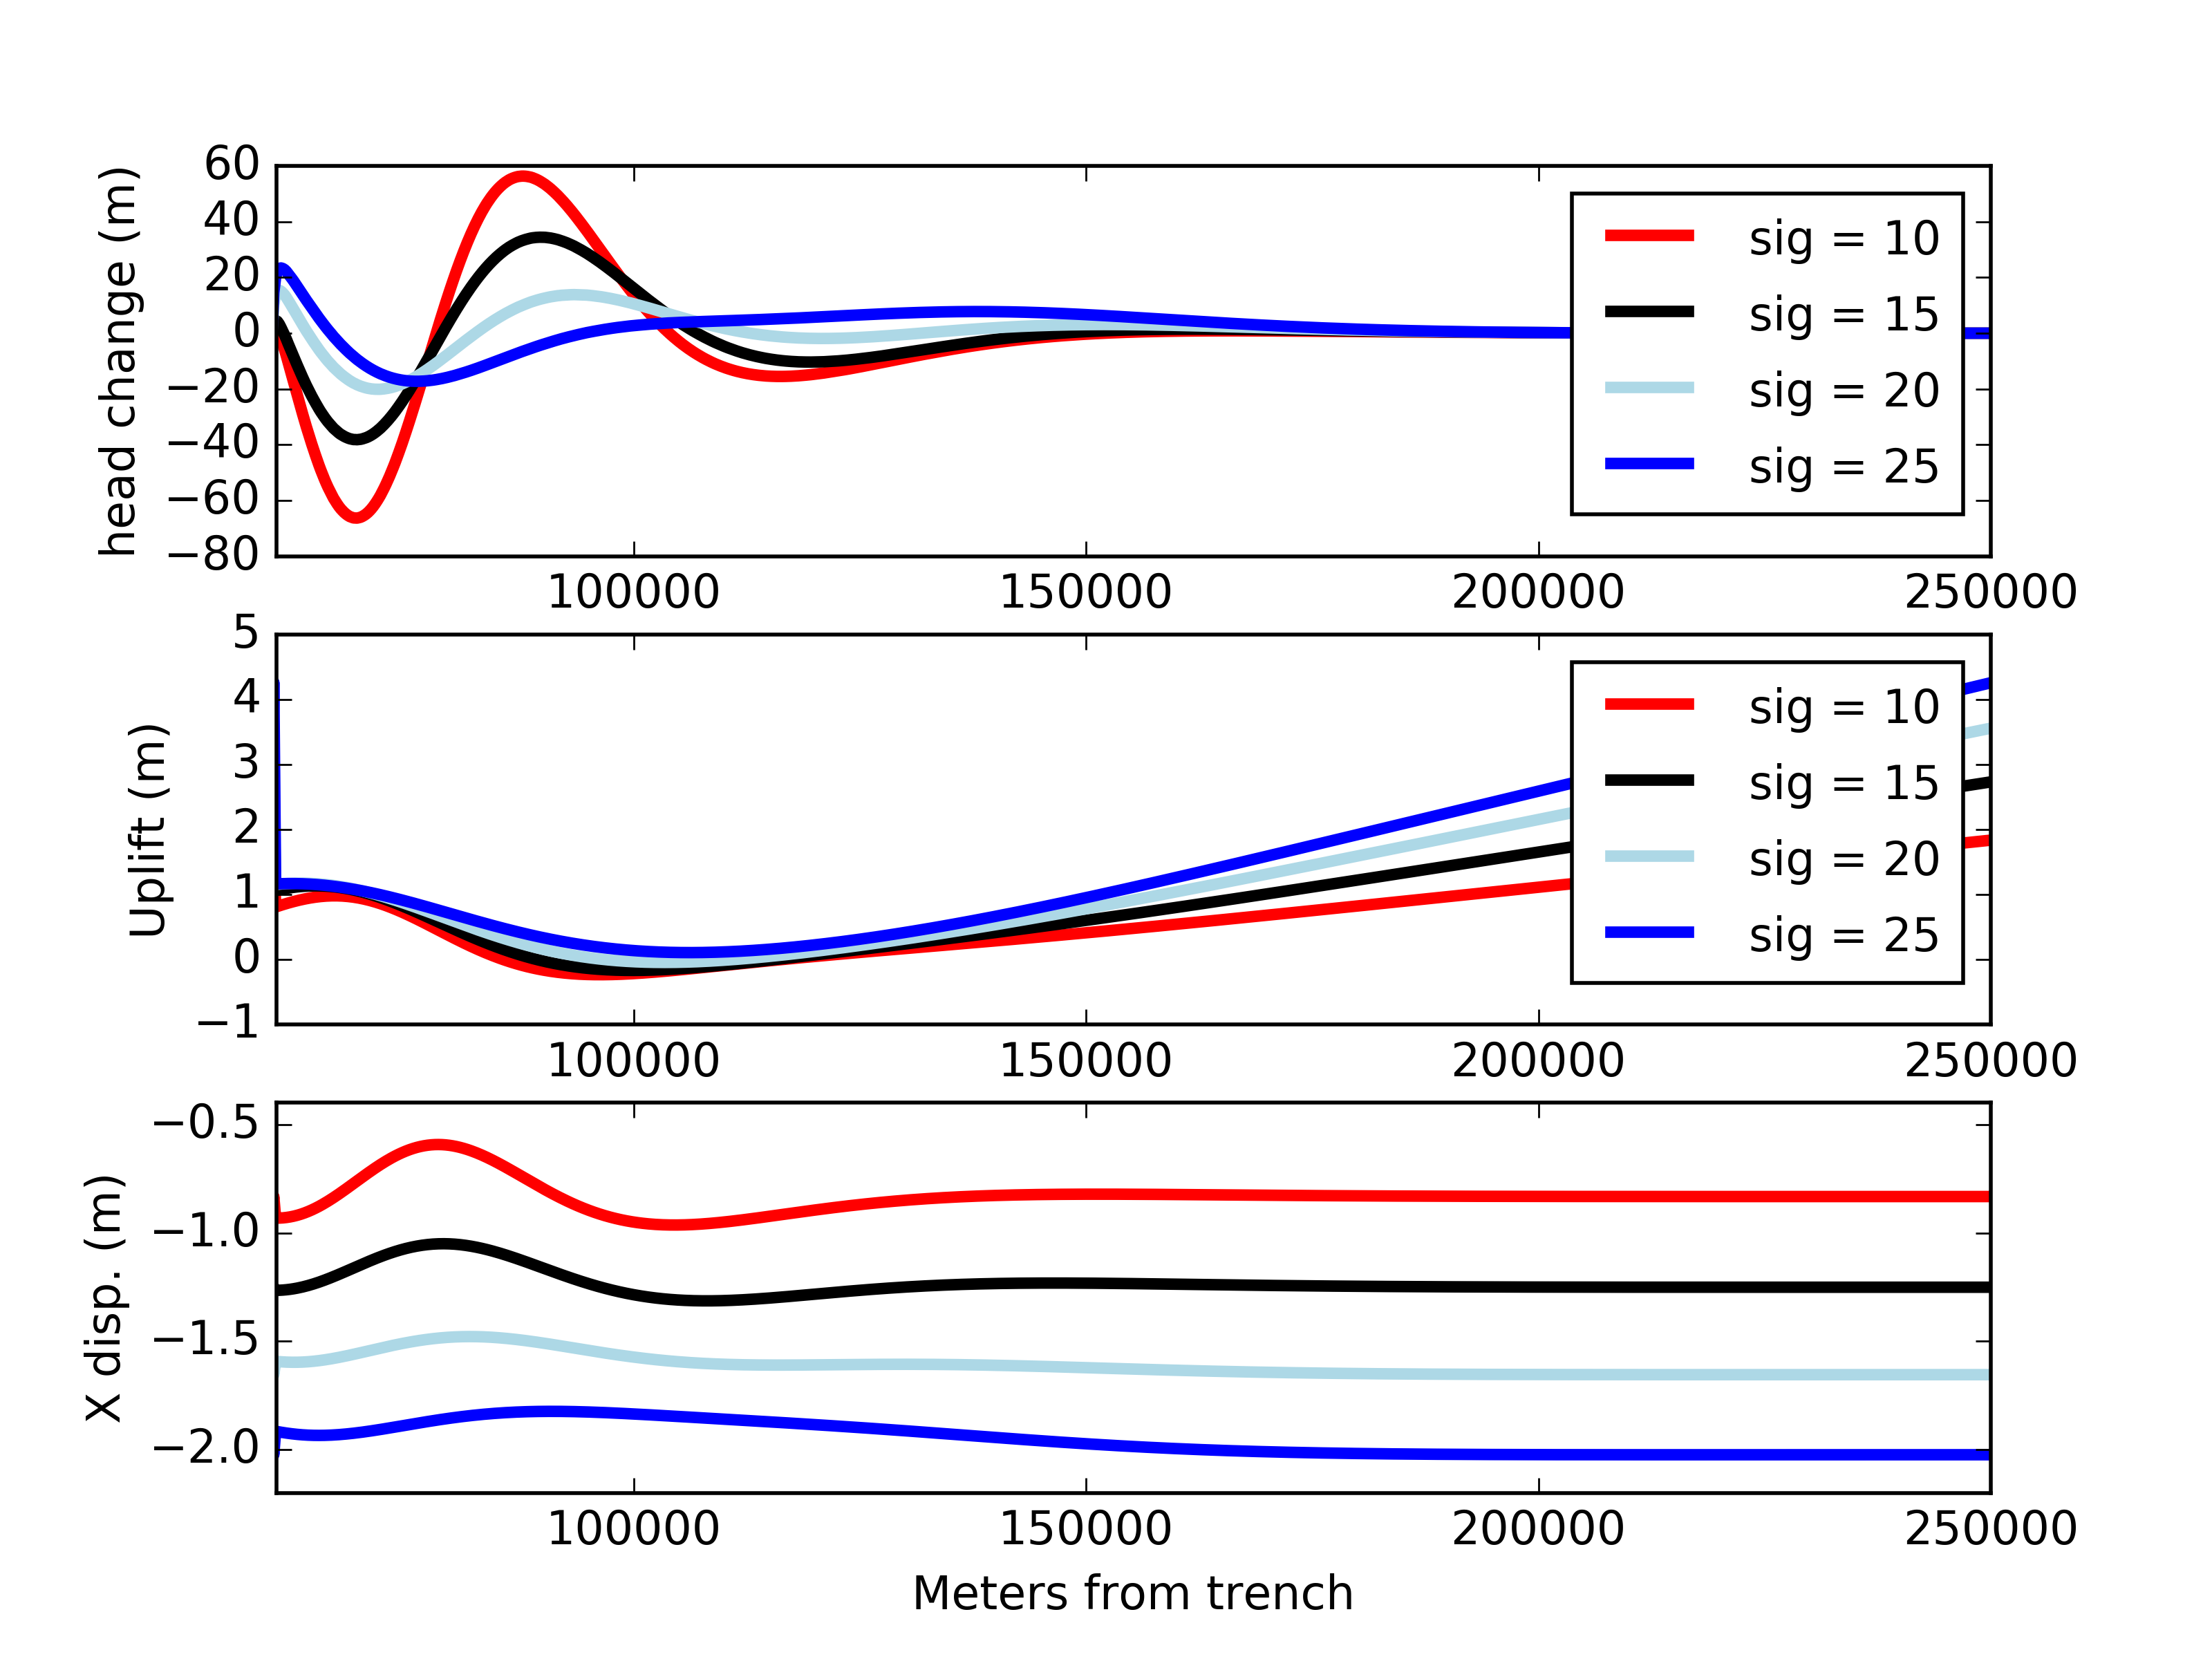 head change (m)
60
40
20
0
−20
−40
−60
−80
sig = 10
sig = 15
sig = 20
sig = 25
100000 150000 200000 250000
Uplift (m)
5
4
3
2
1
0
−1
sig = 10
sig = 15
sig = 20
sig = 25
100000 150000 200000 250000
X disp. (m)
−0.5
−1.0
−1.5
−2.0
100000 150000 200000 250000
Meters from trench